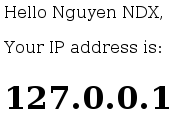 Hello Nguyen NDX,
Your IP address is:
127.0.0.1